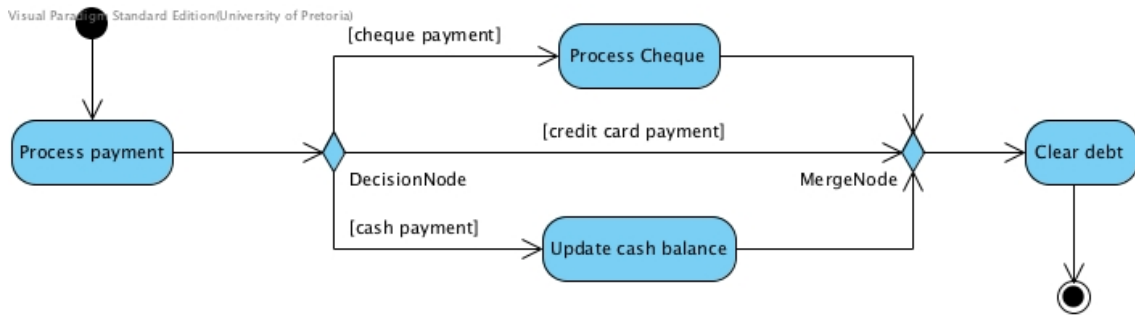 Visual Paradigm Standard Edition(University of Pretoria)
[cheque payment]
Process Cheque
Process payment
[credit card payment]
Clear debt
DecisionNode
MergeNode
[cash payment]
Update cash balance